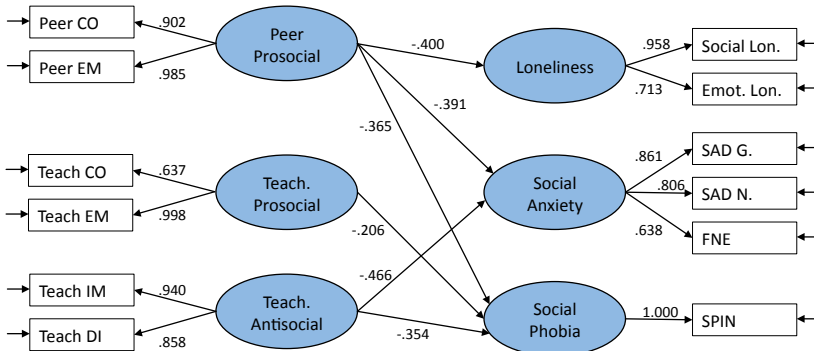 Peer CO
.902
Peer EM
.985
Peer
Prosocial
-.400
-.391
-.365
Loneliness
.958
.713
Social Lon.
Emot. Lon.
Teach CO
.637
Teach EM
.998
Teach.
Prosocial
-.206
Social
Anxiety
.861
.806
.638
SAD G.
SAD N.
FNE
Teach IM
.940
Teach DI
.858
Teach.
Antisocial
-.466
-.354
Social
Phobia
1.000
SPIN